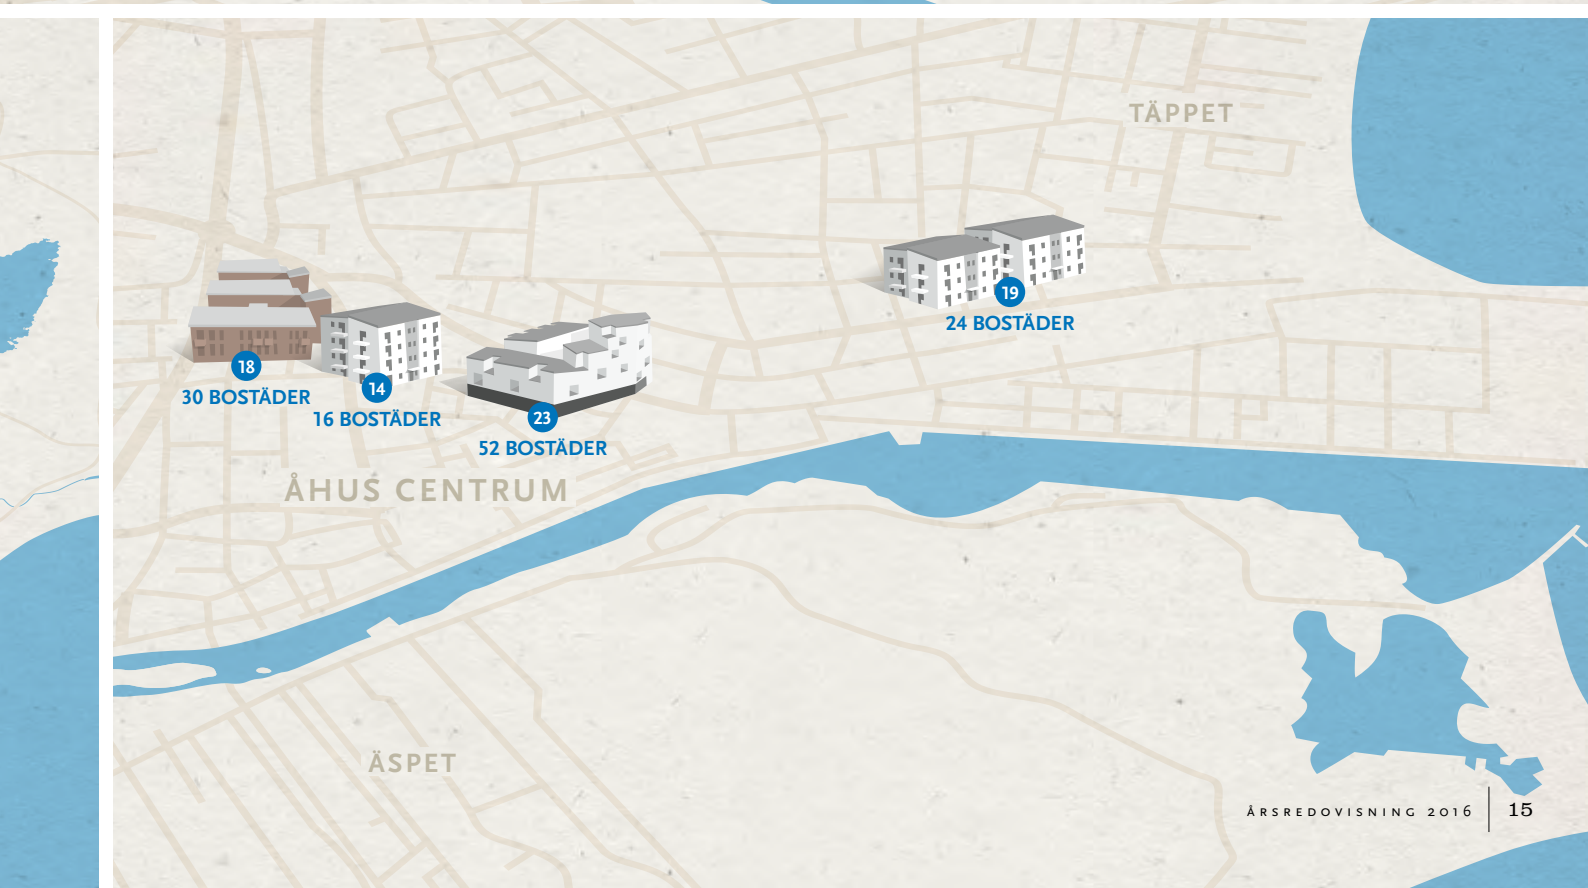 TÄPPET
19
24 BOSTÄDER
18
30 BOSTÄDER
14
16 BOSTÄDER
23
52 BOSTÄDER
ÅHUS CENTRUM
ÄSPET
ÅRSREDOVISNING 2016 15